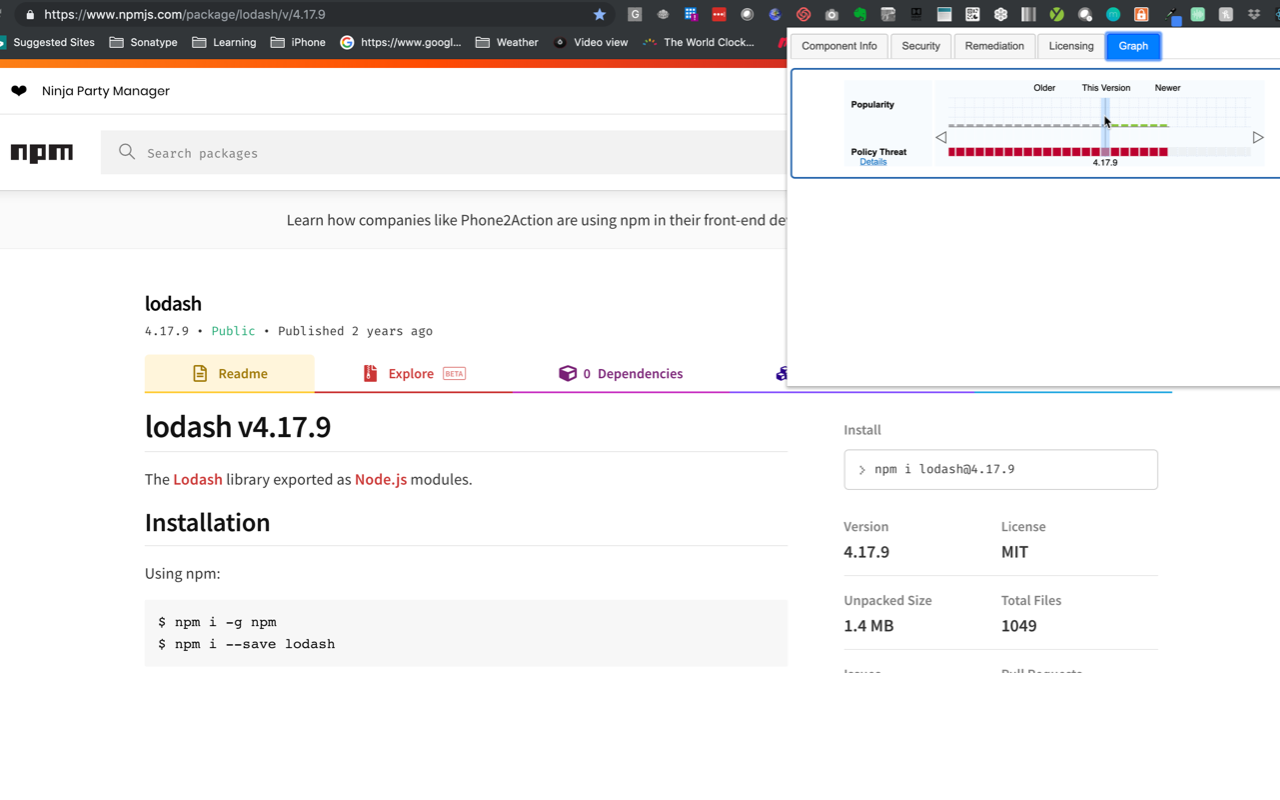 https://www.npmjs.com/package/lodash/v/4.17.9
Suggested Sites Sonatype Learning iPhone https://www.googl... Weather Video view The World Clock...
Component Info Security Remediation Licensing Graph
Older This Version Newer
Popularity
Policy Threat
Details
4.17.9
Ninja Party Manager
npm
Search packages
Learn how companies like Phone2Action are using npm in their front-end de
lodash
4.17.9 • Public • Published 2 years ago
Readme Explore BETA 0 Dependencies
lodash v4.17.9
The Lodash library exported as Node.js modules.
Installation
Using npm:
$ npm i -g npm
$ npm i --save lodash
Install
> npm i lodash@4.17.9
Version License
4.17.9 MIT
Unpacked Size Total Files
1.4 MB 1049
Issues Pull Requests